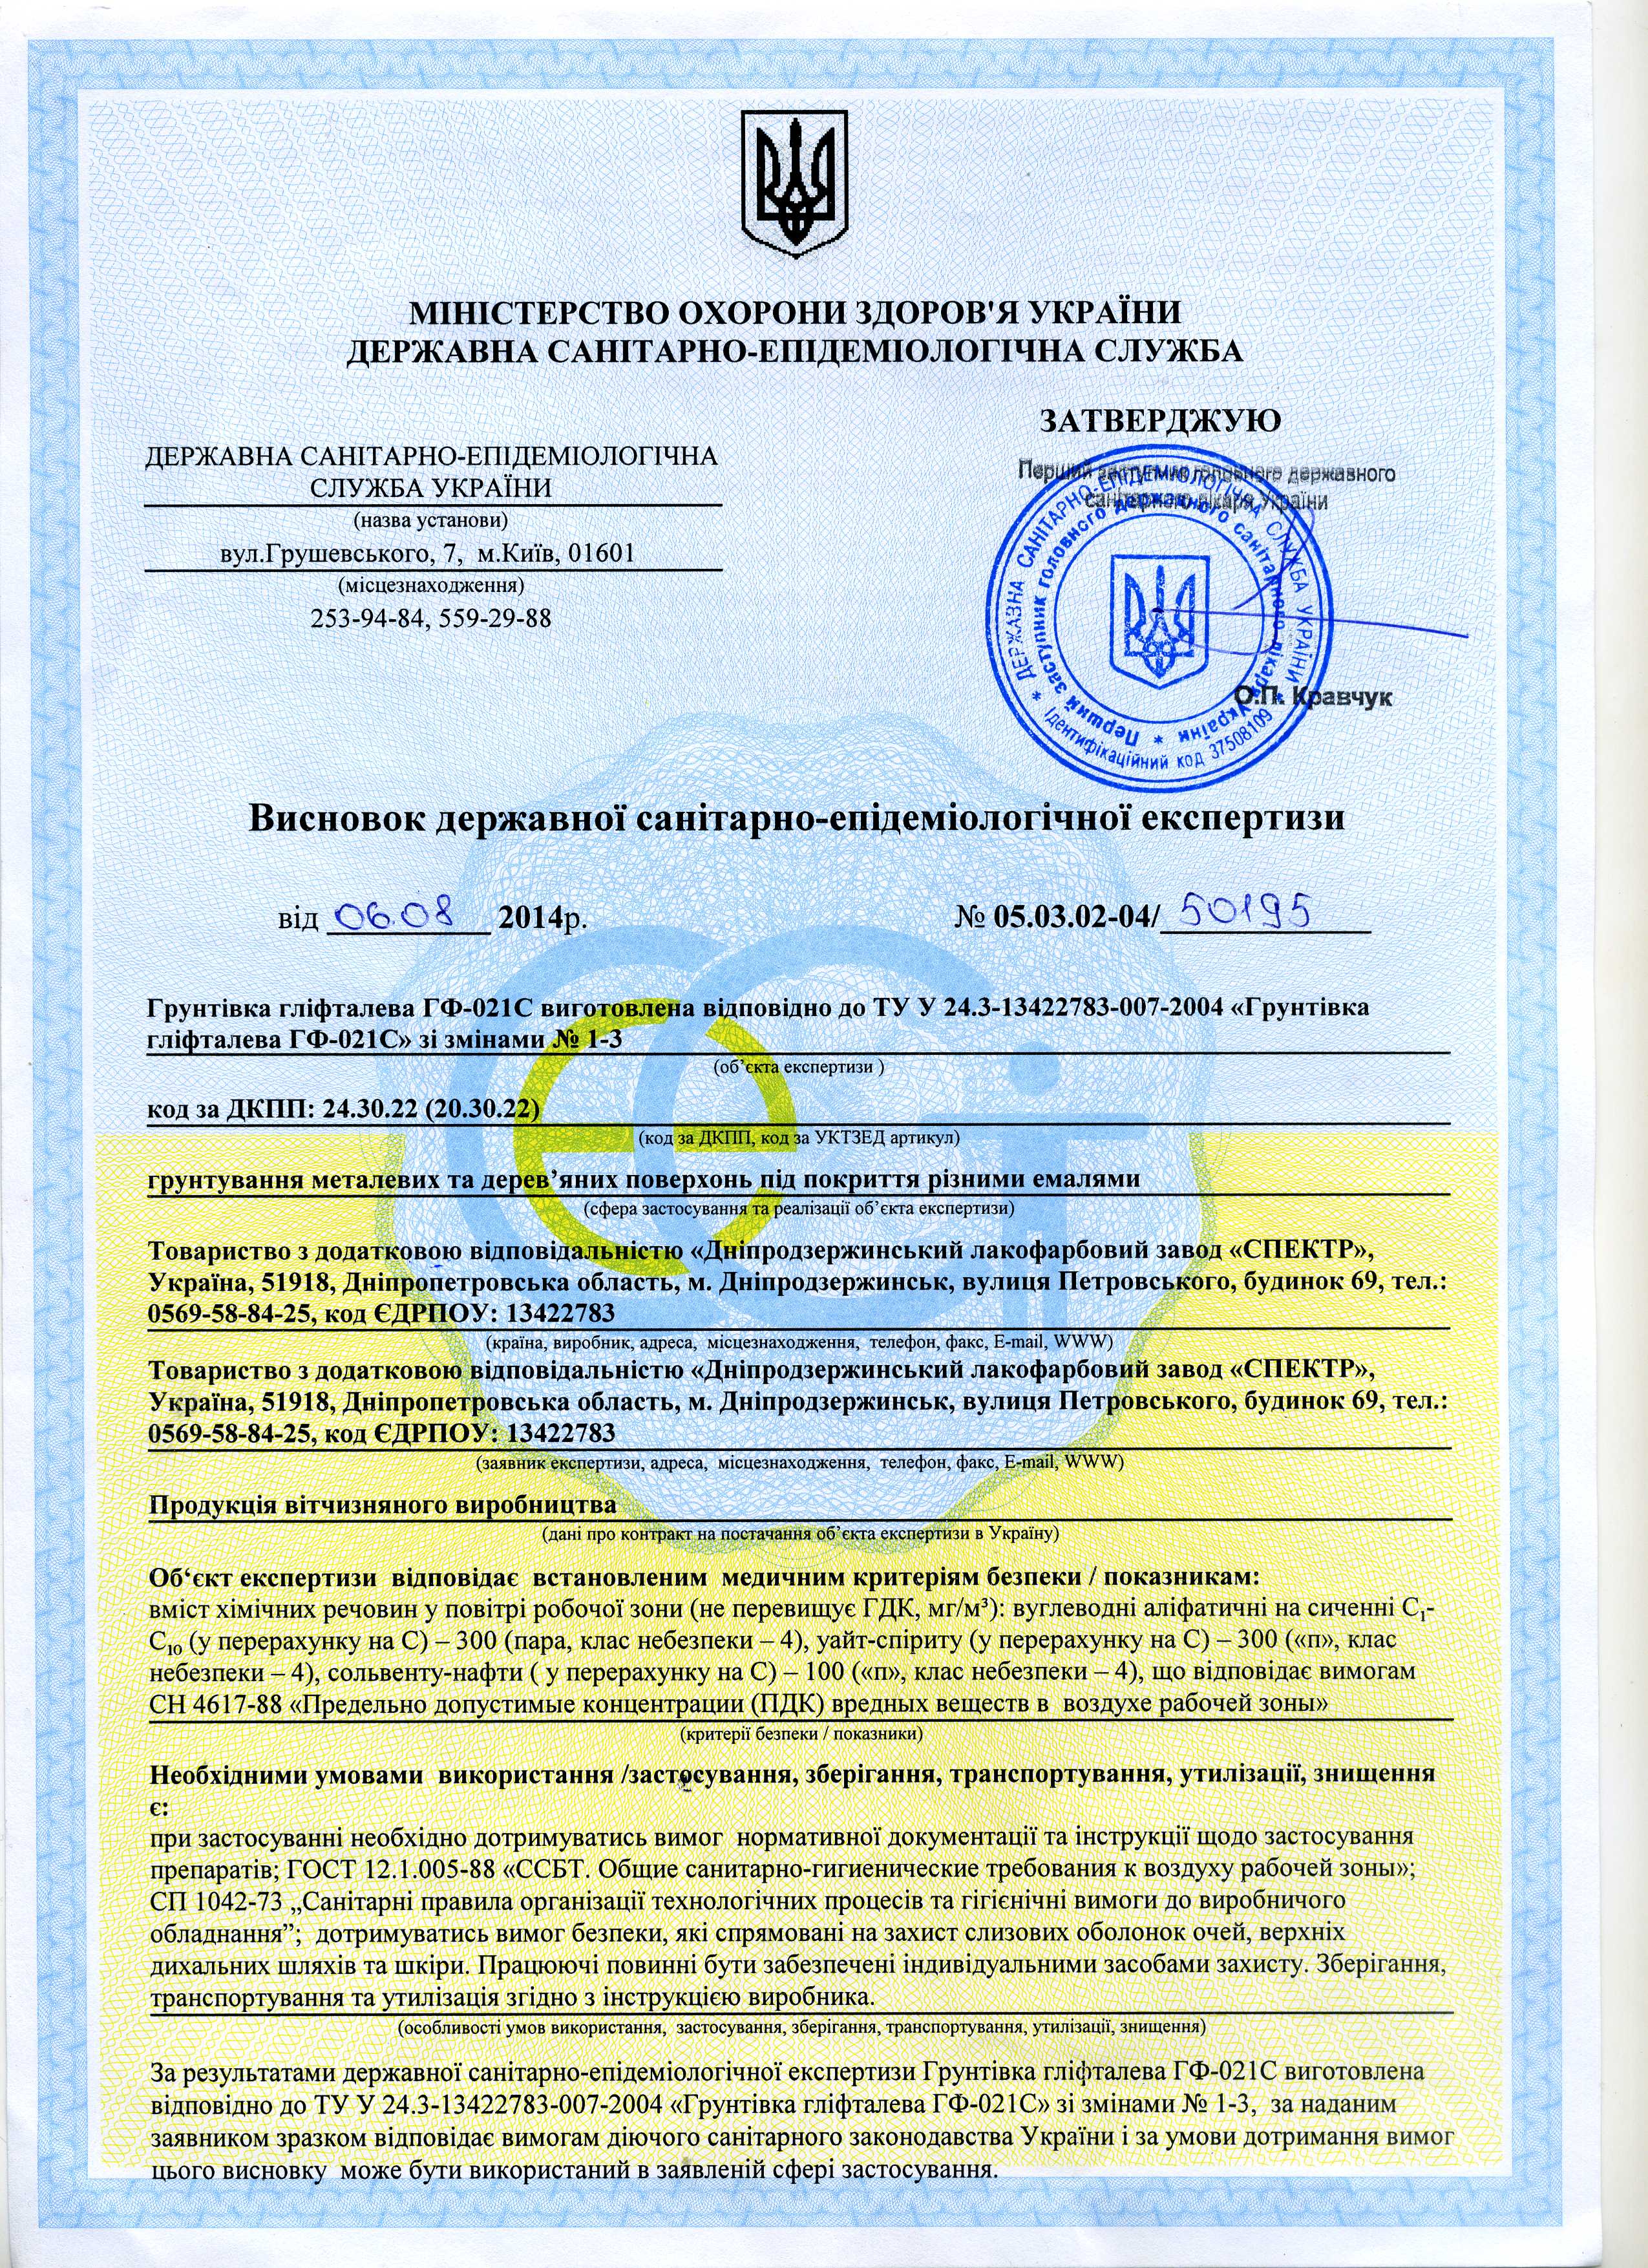 МІНІСТЕРСТВО ОХОРОНИ ЗДОРОВ'Я УКРАЇНИ
ДЕРЖАВНА САНІТАРНО-ЕПІДЕМІОЛОГІЧНА СЛУЖБА
ДЕРЖАВНА САНІТАРНО-ЕПІДЕМІОЛОГІЧНА
СЛУЖБА УКРАЇНИ
(назва установи)
вул.Грушевського, 7, м.Київ, 01601
(місцезнаходження)
253-94-84, 559-29-88
ЗАТВЕРДЖУЮ
Перший заступник головного державного
санітарного лікаря України
ДЕРЖАВНА САНІТАРНО-ЕПІДЕМІОЛОГІЧНА СЛУЖБА УКРАЇНИ
* Ідентифікаційний код 37508109 *
Перший заступник головного державного санітарного лікаря України *
О.П. Кравчук
Висновок державної санітарно-епідеміологічної експертизи
від 06.08 2014р.
№ 05.03.02-04/ 50195
Грунтівка гліфталева ГФ-021С виготовлена відповідно до ТУ У 24.3-13422783-007-2004 «Грунтівка
гліфталева ГФ-021С» зі змінами № 1-3
(об’єкта експертизи )
код за ДКПП: 24.30.22 (20.30.22)
(код за ДКПП, код за УКТЗЕД артикул)
грунтування металевих та дерев’яних поверхонь під покриття різними емалями
(сфера застосування та реалізації об’єкта експертизи)
Товариство з додатковою відповідальністю «Дніпродзержинський лакофарбовий завод «СПЕКТР»,
Україна, 51918, Дніпропетровська область, м. Дніпродзержинськ, вулиця Петровського, будинок 69, тел.:
0569-58-84-25, код ЄДРПОУ: 13422783
(країна, виробник, адреса, місцезнаходження, телефон, факс, E-mail, WWW)
Товариство з додатковою відповідальністю «Дніпродзержинський лакофарбовий завод «СПЕКТР»,
Україна, 51918, Дніпропетровська область, м. Дніпродзержинськ, вулиця Петровського, будинок 69, тел.:
0569-58-84-25, код ЄДРПОУ: 13422783
(заявник експертизи, адреса, місцезнаходження, телефон, факс, E-mail, WWW)
Продукція вітчизняного виробництва
(дані про контракт на постачання об’єкта експертизи в Україну)
Об‘єкт експертизи відповідає встановленим медичним критеріям безпеки / показникам:
вміст хімічних речовин у повітрі робочої зони (не перевищує ГДК, мг/м³): вуглеводні аліфатичні на сиченні С₁-
С₁₀ (у перерахунку на С) – 300 (пара, клас небезпеки – 4), уайт-спіриту (у перерахунку на С) – 300 («п», клас
небезпеки – 4), сольвенту-нафти ( у перерахунку на С) – 100 («п», клас небезпеки – 4), що відповідає вимогам
СН 4617-88 «Предельно допустимые концентрации (ПДК) вредных веществ в воздухе рабочей зоны»
(критерії безпеки / показники)
Необхідними умовами використання /застосування, зберігання, транспортування, утилізації, знищення
є:
при застосуванні необхідно дотримуватись вимог нормативної документації та інструкції щодо застосування
препаратів; ГОСТ 12.1.005-88 «ССБТ. Общие санитарно-гигиенические требования к воздуху рабочей зоны»;
СП 1042-73 „Санітарні правила організації технологічних процесів та гігієнічні вимоги до виробничого
обладнання”; дотримуватись вимог безпеки, які спрямовані на захист слизових оболонок очей, верхніх
дихальних шляхів та шкіри. Працюючі повинні бути забезпечені індивідуальними засобами захисту. Зберігання,
транспортування та утилізація згідно з інструкцією виробника.
(особливості умов використання, застосування, зберігання, транспортування, утилізації, знищення)
За результатами державної санітарно-епідеміологічної експертизи Грунтівка гліфталева ГФ-021С виготовлена
відповідно до ТУ У 24.3-13422783-007-2004 «Грунтівка гліфталева ГФ-021С» зі змінами № 1-3, за наданим
заявником зразком відповідає вимогам діючого санітарного законодавства України і за умови дотримання вимог
цього висновку може бути використаний в заявленій сфері застосування.